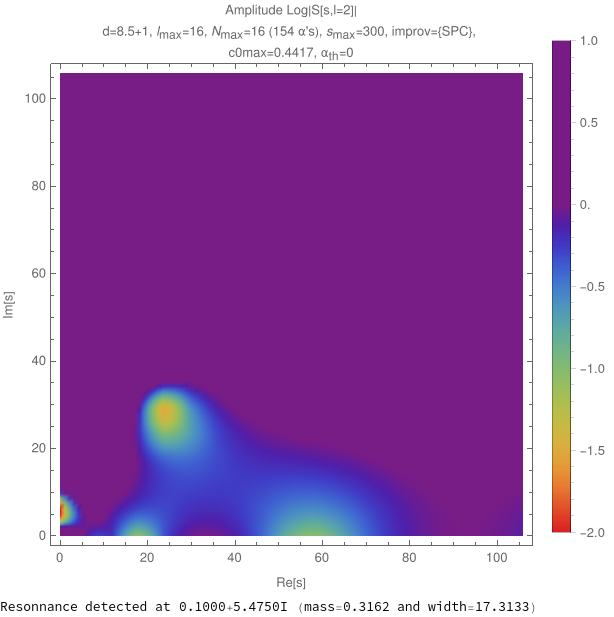 Amplitude Log|S[s,l=2]|
d=8.5+1, lmax=16, Nmax=16 (154 α's), smax=300, improv={SPC},
c0max=0.4417, αth=0
1.0
0.5
0.
−0.5
−1.0
−1.5
−2.0
100
80
60
40
20
0
Im[s]
0 20 40 60 80 100
Re[s]
Resonnance detected at 0.1000+5.4750I (mass=0.3162 and width=17.3133)